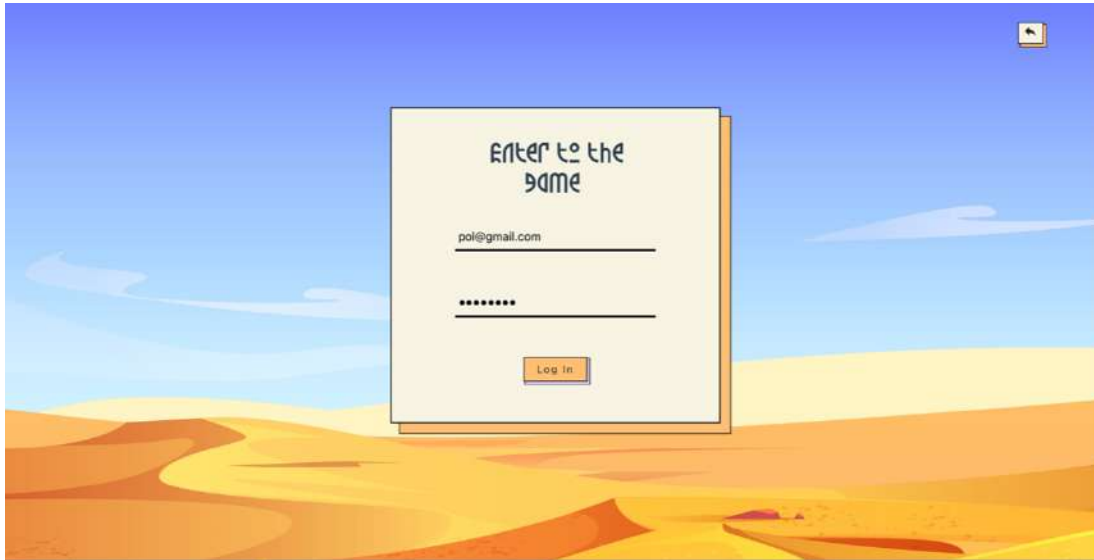 Enter to the
game
pol@gmail.com
••••••••
Log In